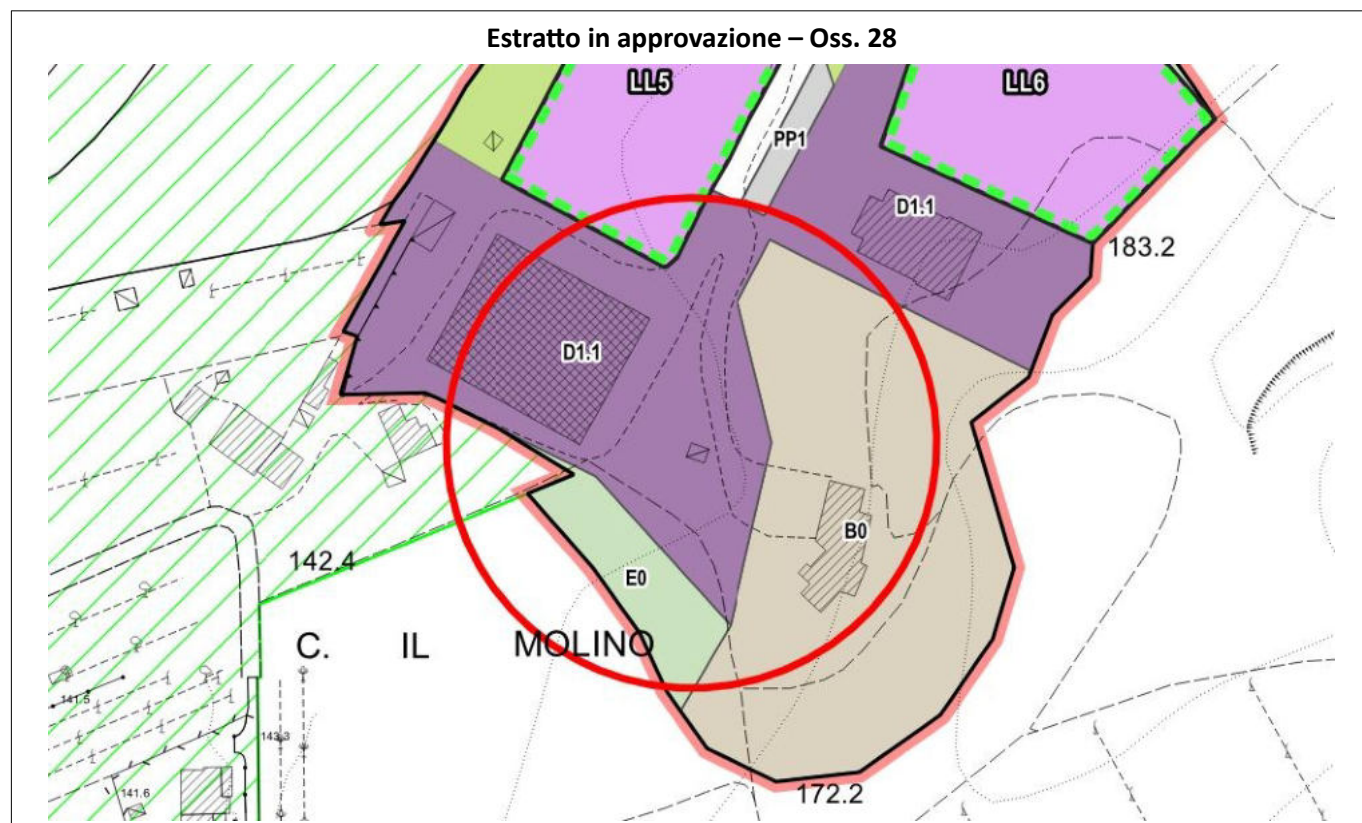 Estratto in approvazione – Oss. 28
LL5
LL6
PP1
D1.1
183.2
D1.1
B0
142.4
E0
C. IL MOLINO
141.5
143.3
141.6
172.2